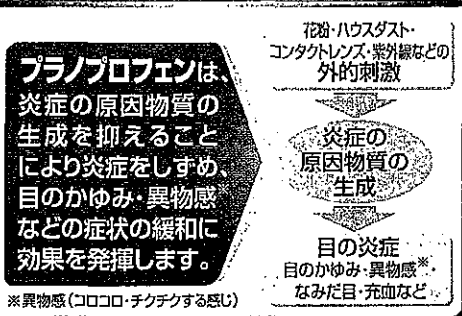 プラノプロフェンは、
炎症の原因物質の
生成を抑えること
により炎症をしずめ、
目のかゆみ・異物感※
などの症状の緩和に
効果を発揮します。
※異物感(コロコロ・チクチクする感じ)
花粉・ハウスダスト・
コンタクトレンズ・紫外線などの
外的刺激
炎症の
原因物質の
生成
目の炎症
目のかゆみ・異物感※・
なみだ目・充血など